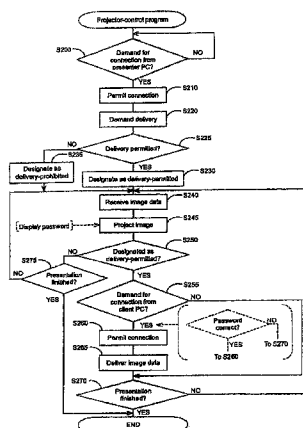 Projector-control program
S200
Demand for
connection from
presenter PC?
NO
YES
S210
Permit connection
S220
Demand delivery
S225
Delivery permitted?
NO
S235
YES
Designate as
delivery-prohibited
S230
Designate as delivery-permitted
S240
Receive image data
S245
[Display password]
Project image
S250
Designated as
delivery-permitted?
NO
S275
YES
S255
Presentation
finished?
NO
YES
Demand for
connection from
client PC?
NO
YES
S260
Permit connection
Password
correct?
NO
YES
To S270
To S260
S265
Deliver image data
S270
Presentation
finished?
NO
YES
END